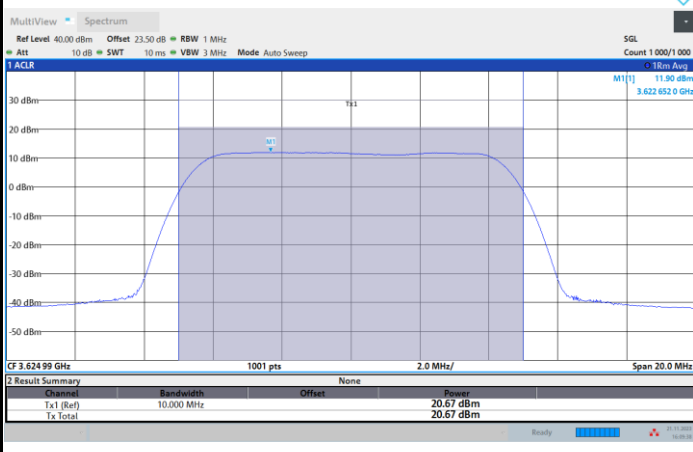 MultiView Spectrum
Ref Level 40.00 dBm Offset 23.50 dB RBW 1 MHz SGL
Att 10 dB SWT 10 ms VBW 3 MHz Mode Auto Sweep Count 1 000/1 000
1 ACLR 1Rm Avg
M1[1] 11.90 dBm
3.622 652 0 GHz
Tx1
30 dBm
20 dBm
M1
10 dBm
0 dBm
-10 dBm
-20 dBm
-30 dBm
-40 dBm
-50 dBm
CF 3.624 99 GHz 1001 pts 2.0 MHz/ Span 20.0 MHz
2 Result Summary None
Channel Bandwidth Offset Power
Tx1 (Ref) 10.000 MHz 20.67 dBm
Tx Total 20.67 dBm
Ready